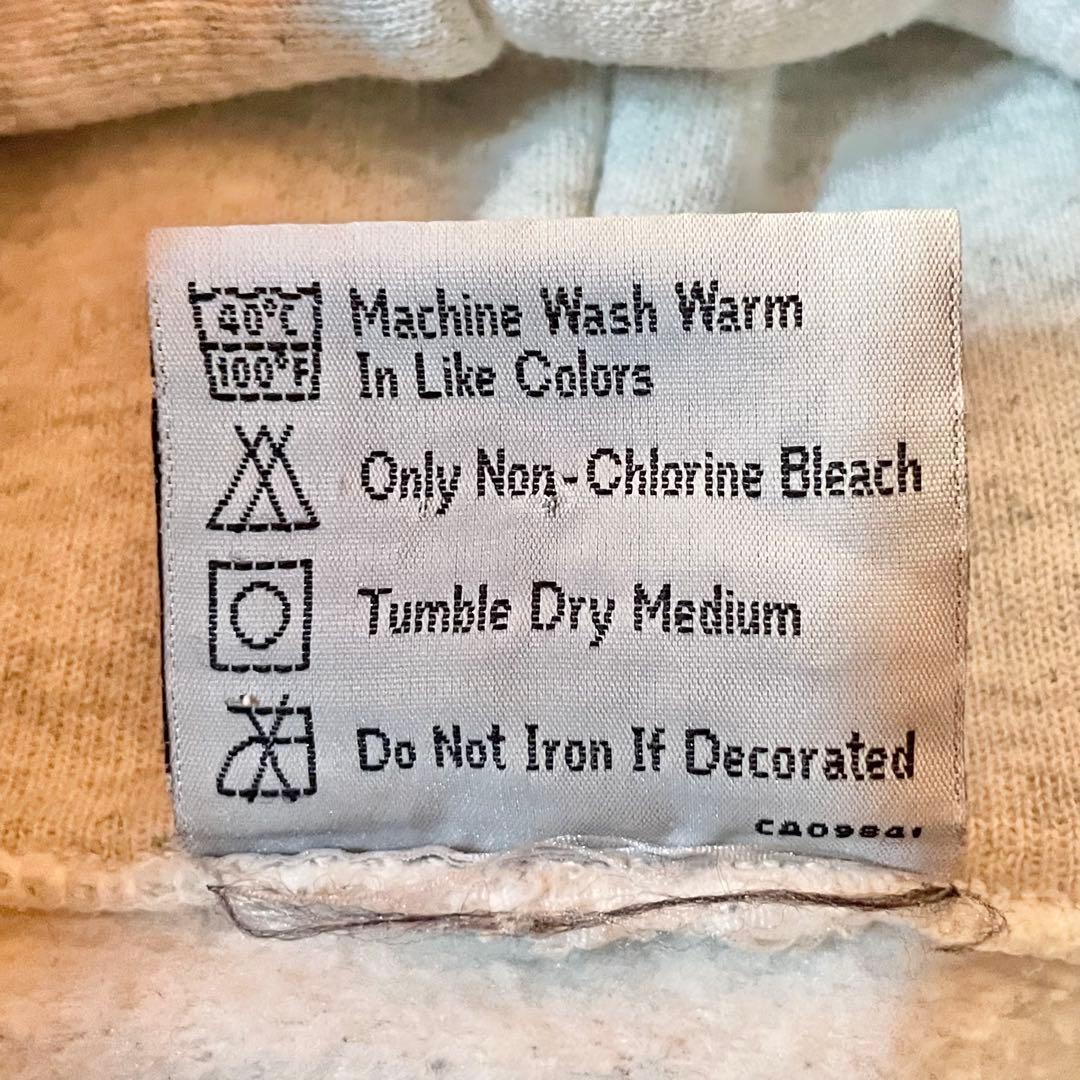 40°C
100°F
Machine Wash Warm
In Like Colors
Only Non-Chlorine Bleach
Tumble Dry Medium
Do Not Iron If Decorated